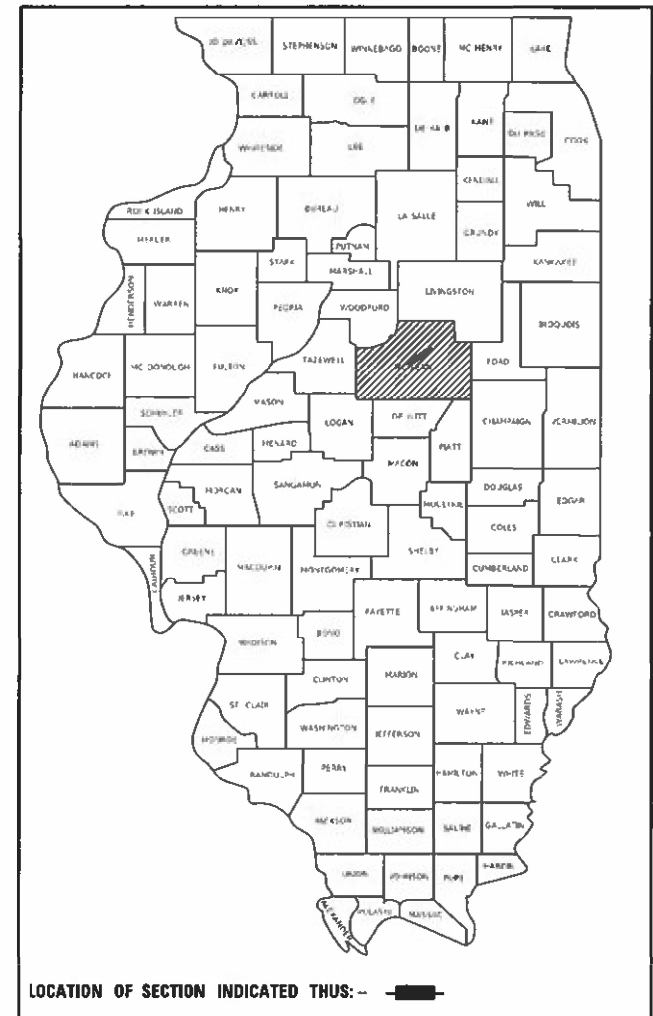 STEPHENSON WINNEBAGO BOONE MC HENRY LAKE
CARROLL OGLE DE KALB KANE DU PAGE COOK
WHITESIDE LEE
KENDALL WILL
ROCK ISLAND HENRY BUREAU LA SALLE GRUNDY
MERCER PUTNAM KANKAKEE
STARK MARSHALL
HENDERSON WARREN KNOX PEORIA WOODFORD LIVINGSTON IROQUOIS
HANCOCK MC DONOUGH FULTON TAZEWELL FORD
MASON
SCHUYLER LOGAN DE WITT CHAMPAIGN VERMILION
ADAMS BROWN CASS MENARD MACON PIATT
MORGAN SANGAMON DOUGLAS EDGAR
PIKE SCOTT CHRISTIAN MOULTRIE COLES
GREENE SHELBY CLARK
CALHOUN MACOUPIN MONTGOMERY CUMBERLAND
JERSEY FAYETTE EFFINGHAM JASPER CRAWFORD
MADISON BOND
CLAY RICHLAND LAWRENCE
CLINTON MARION
ST. CLAIR WAYNE EDWARDS WABASH
MONROE WASHINGTON JEFFERSON
RANDOLPH PERRY HAMILTON WHITE
FRANKLIN
JACKSON WILLIAMSON SALINE GALLATIN
UNION JOHNSON POPE HARDIN
ALEXANDER PULASKI MASSAC
LOCATION OF SECTION INDICATED THUS: -